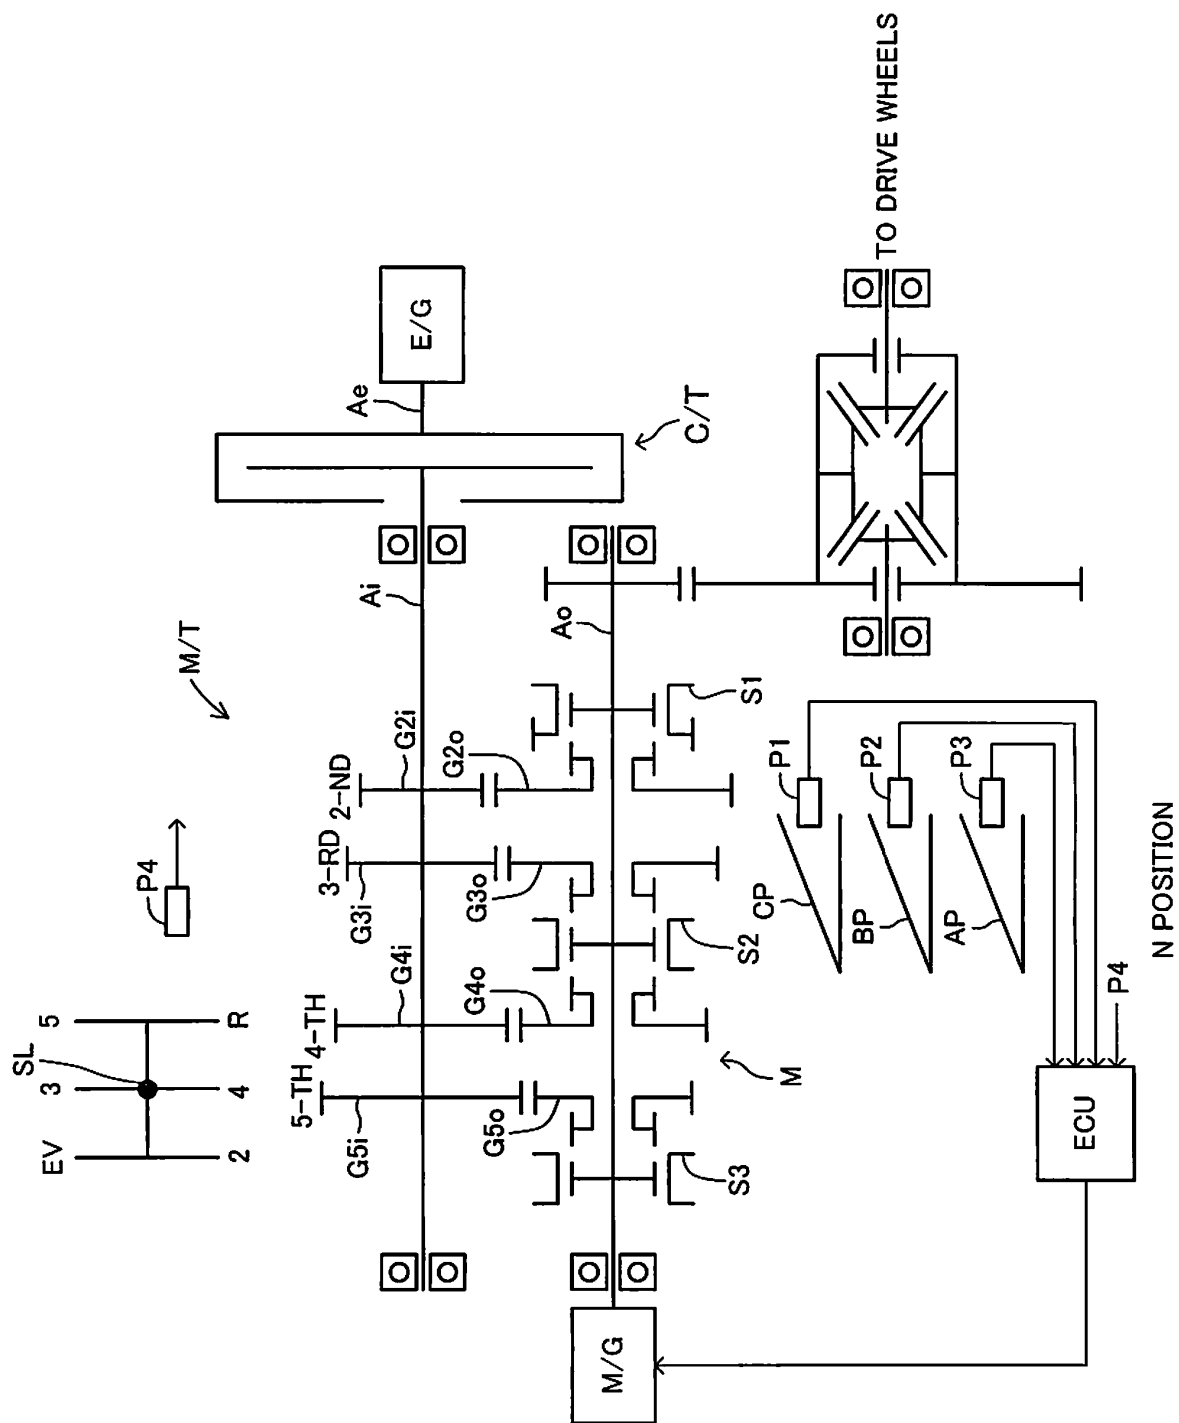 EV
3
SL
5
2
4
R
P4
M/T
5-TH
G5i
4-TH
G4i
3-RD
G3i
2-ND
G2i
Ai
Ae
E/G
C/T
G5o
G4o
G3o
G2o
Ao
S3
S2
S1
M
M/G
CP
P1
BP
P2
AP
P3
P4
ECU
TO DRIVE WHEELS
N POSITION